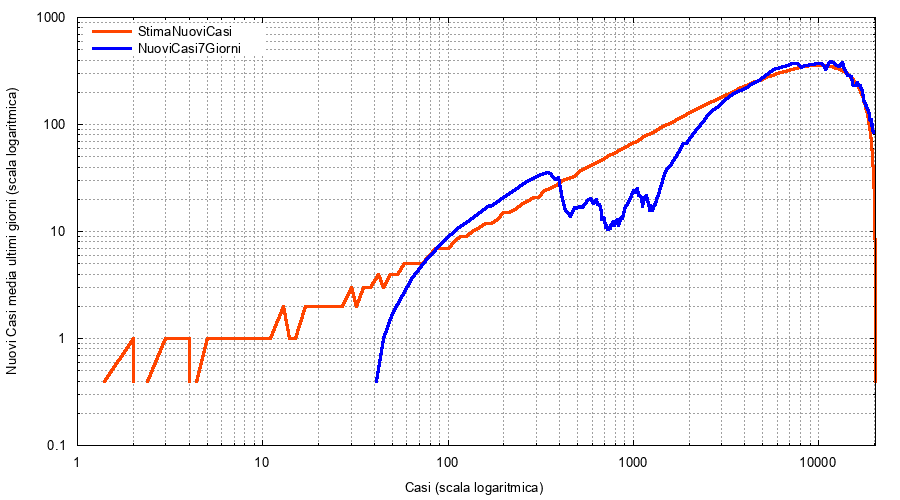 1000
StimaNuoviCasi
NuoviCasi7Giorni
100
10
1
0.1
Nuovi Casi media ultimi giorni (scala logaritmica)
1 10 100 1000 10000
Casi (scala logaritmica)